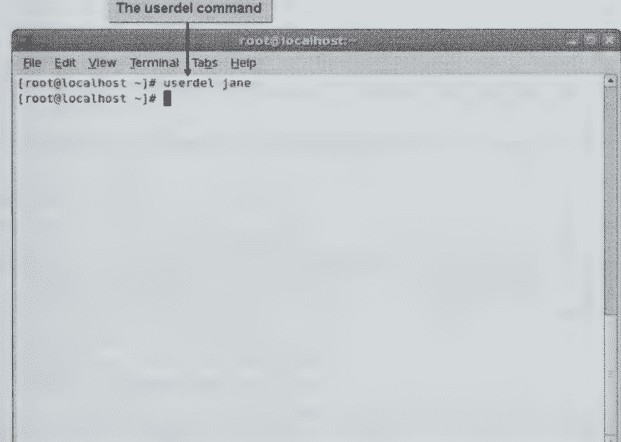 The userdel command
root@localhost:~
File Edit View Terminal Tabs Help
[root@localhost ~]# userdel jane
[root@localhost ~]#